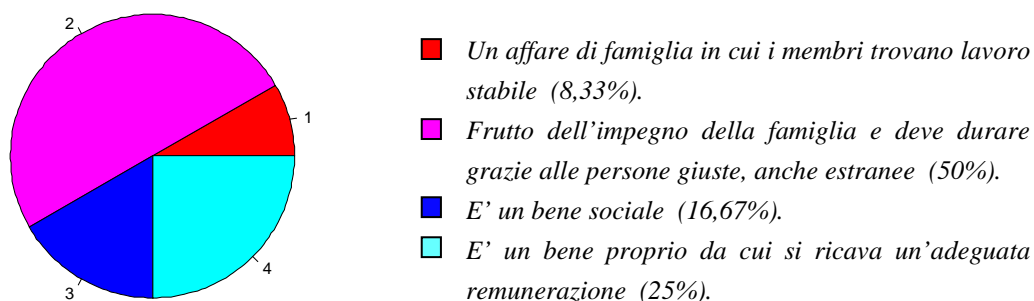 2
1
3
4
Un affare di famiglia in cui i membri trovano lavoro
stabile (8,33%).
Frutto dell'impegno della famiglia e deve durare
grazie alle persone giuste, anche estranee (50%).
E' un bene sociale (16,67%).
E' un bene proprio da cui si ricava un'adeguata
remunerazione (25%).